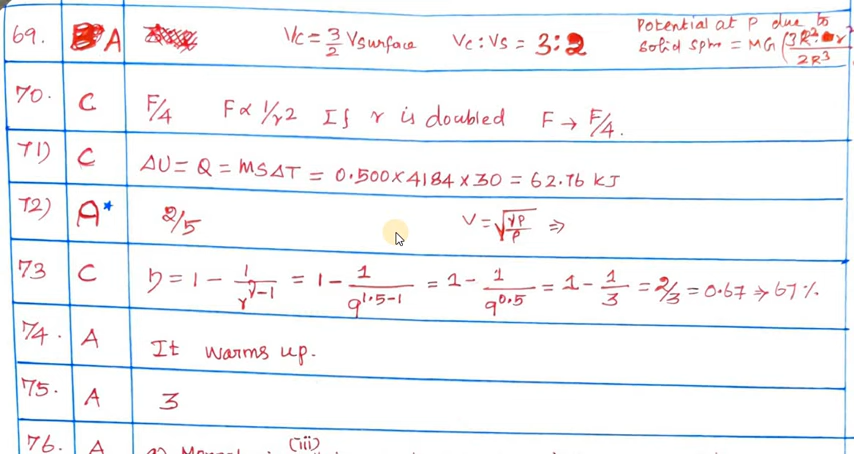 69. A Vc = 3/2 Vsurface Vc : Vs = 3:2 Potential at P due to
solid sphr = MG (3R² - r²/2R³
70. C F/4 F ∝ 1/r2 If r is doubled F → F/4.
71) C ΔU = Q = MSΔT = 0.500×4184×30 = 62.76 KJ
72) A* 2/5 V = √γP/ρ ⇒
73 C η = 1 - 1/r^γ-1 = 1 - 1/9^1.5-1 = 1 - 1/9^0.5 = 1 - 1/3 = 2/3 = 0.67 ⇒ 67%
74. A It warms up.
75. A 3
76. A (iii)